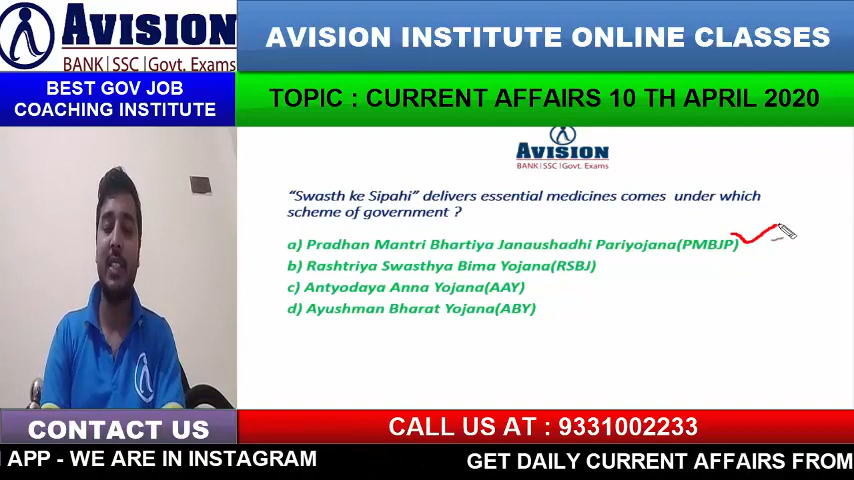 AVISION
BANK|SSC|Govt. Exams
AVISION INSTITUTE ONLINE CLASSES
BEST GOV JOB
COACHING INSTITUTE
TOPIC : CURRENT AFFAIRS 10 TH APRIL 2020
AVISION
BANK|SSC|Govt. Exams
"Swasth ke Sipahi" delivers essential medicines comes under which
scheme of government ?
a) Pradhan Mantri Bhartiya Janaushadhi Pariyojana(PMBJP)
b) Rashtriya Swasthya Bima Yojana(RSBJ)
c) Antyodaya Anna Yojana(AAY)
d) Ayushman Bharat Yojana(ABY)
CONTACT US
CALL US AT : 9331002233
APP - WE ARE IN INSTAGRAM
GET DAILY CURRENT AFFAIRS FROM